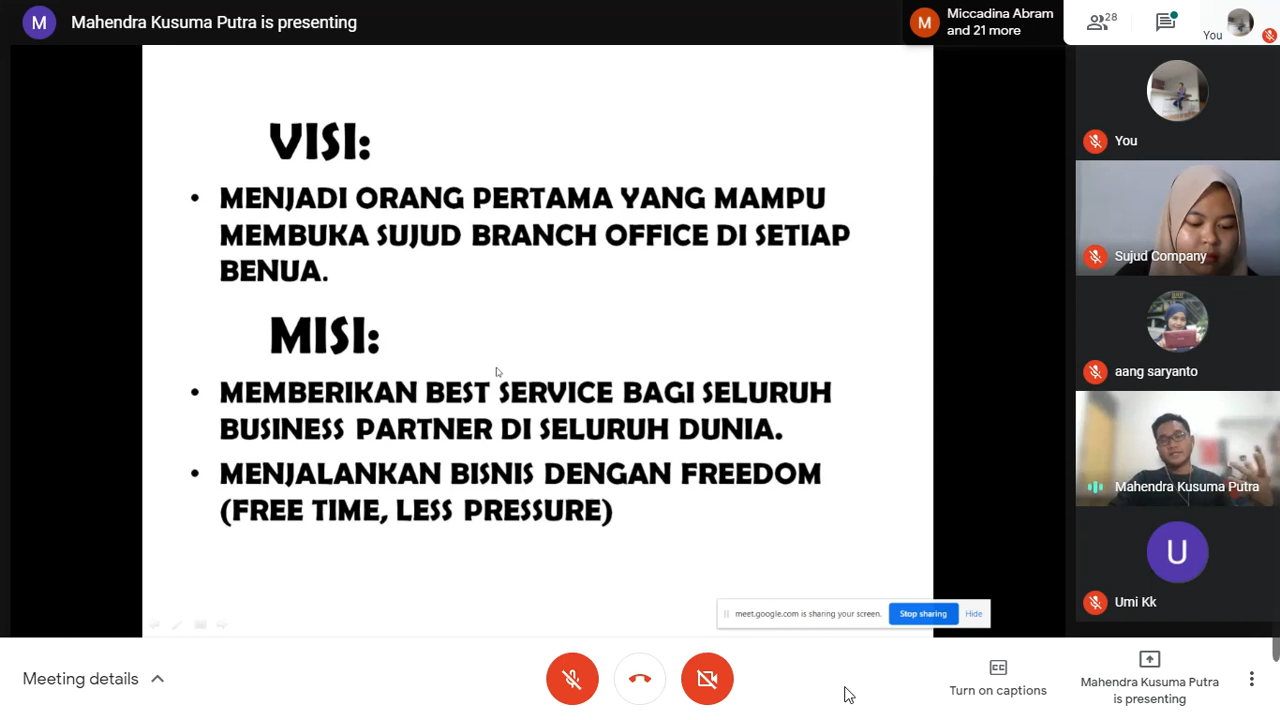 M
Mahendra Kusuma Putra is presenting
M
Miccadina Abram
and 21 more
28
You
VISI:
• MENJADI ORANG PERTAMA YANG MAMPU
MEMBUKA SUJUD BRANCH OFFICE DI SETIAP
BENUA.
MISI:
• MEMBERIKAN BEST SERVICE BAGI SELURUH
BUSINESS PARTNER DI SELURUH DUNIA.
• MENJALANKAN BISNIS DENGAN FREEDOM
(FREE TIME, LESS PRESSURE)
meet.google.com is sharing your screen.
Stop sharing
Hide
You
Sujud Company
aang saryanto
Mahendra Kusuma Putra
U
Umi Kk
Meeting details
CC
Turn on captions
Mahendra Kusuma Putra
is presenting